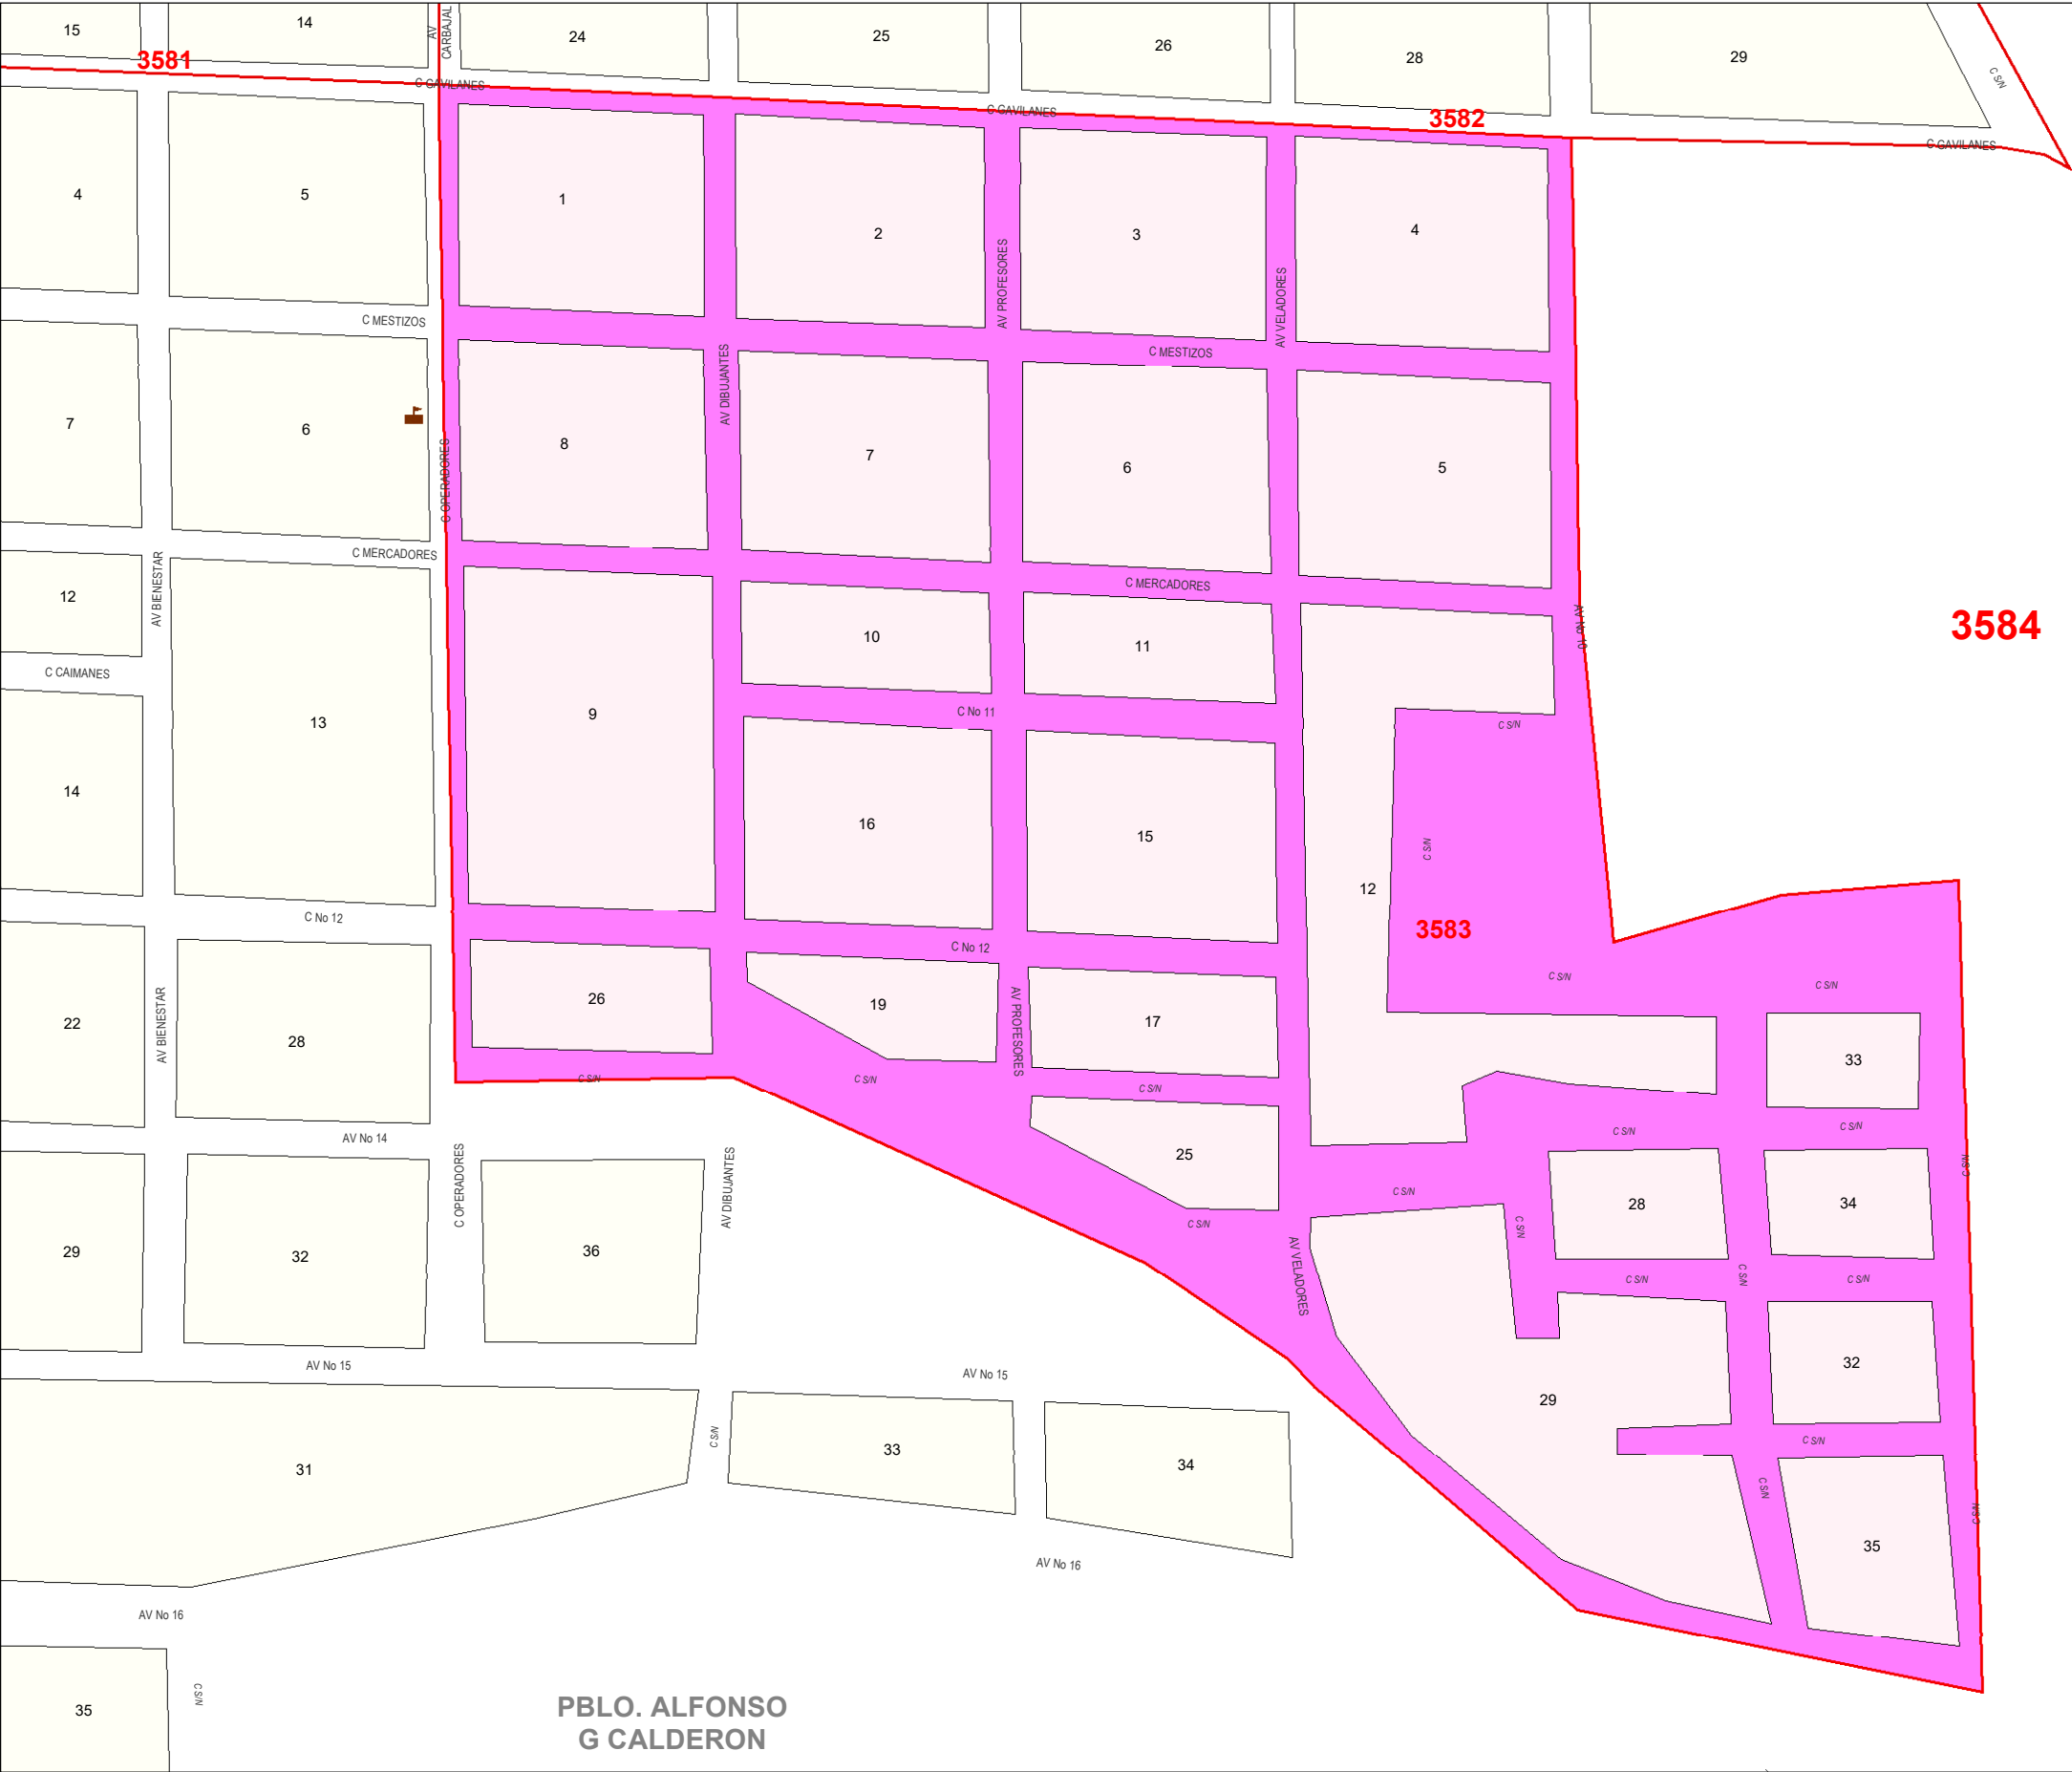 15
14
AV CARBAJAL
24
25
26
28
29
C S/N
3581
C GAVILANES
C GAVILANES
3582
C GAVILANES
4
5
1
2
3
4
AV PROFESORES
AV VELADORES
C MESTIZOS
C MESTIZOS
AV DIBUJANTES
7
6
C OPERADORES
8
7
6
5
C MERCADORES
C MERCADORES
AV BIENESTAR
12
10
11
AV No 10
3584
C CAIMANES
13
9
C No 11
C S/N
14
16
15
C S/N
12
3583
C No 12
C No 12
C S/N
C S/N
22
AV BIENESTAR
28
26
19
AV PROFESORES
17
33
C S/N
C S/N
C S/N
AV No 14
C S/N
C S/N
C OPERADORES
AV DIBUJANTES
25
C S/N
C S/N
C S/N
C S/N
28
34
29
32
36
AV VELADORES
C S/N
C S/N
C S/N
AV No 15
AV No 15
32
29
C S/N
33
34
C S/N
31
C S/N
C S/N
35
AV No 16
AV No 16
35
C S/N
PBLO. ALFONSO
G CALDERON